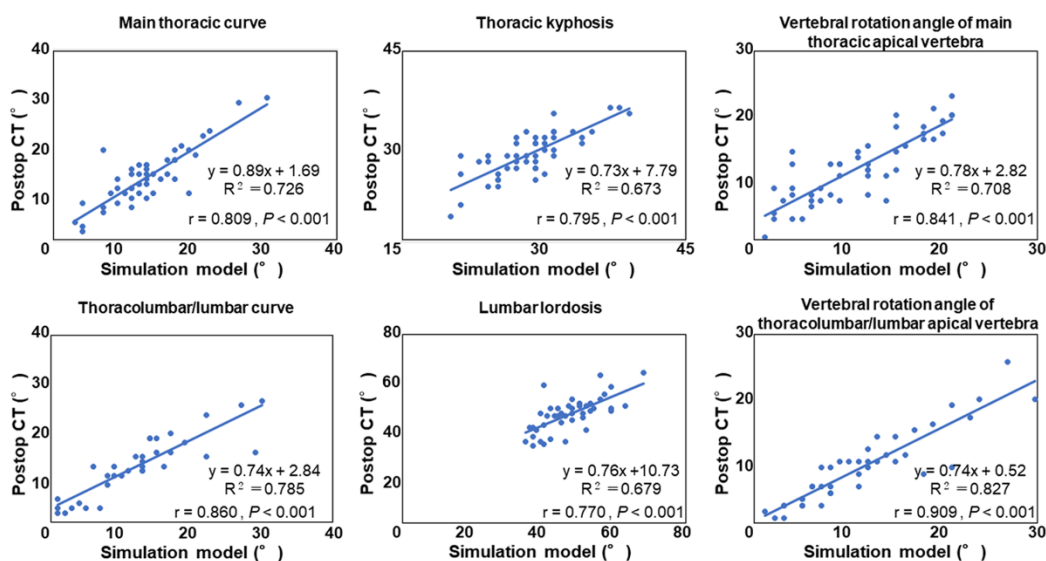 Main thoracic curve
Postop CT (°)
40
30
20
10
0
y = 0.89x + 1.69
R² = 0.726
r = 0.809, P < 0.001
0 10 20 30 40
Simulation model (°)
Thoracic kyphosis
Postop CT (°)
45
30
15
y = 0.73x + 7.79
R² = 0.673
r = 0.795, P < 0.001
30 45
Simulation model (°)
Vertebral rotation angle of main
thoracic apical vertebra
Postop CT (°)
30
20
10
0
y = 0.78x + 2.82
R² = 0.708
r = 0.841, P < 0.001
0 10 20 30
Simulation model (°)
Thoracolumbar/lumbar curve
Postop CT (°)
40
30
20
10
0
y = 0.74x + 2.84
R² = 0.785
r = 0.860, P < 0.001
10 20 30 40
Simulation model (°)
Lumbar lordosis
Postop CT (°)
80
60
40
20
0
y = 0.76x +10.73
R² = 0.679
r = 0.770, P < 0.001
20 40 60 80
Simulation model (°)
Vertebral rotation angle of
thoracolumbar/lumbar apical vertebra
Postop CT (°)
30
20
10
0
y = 0.74x + 0.52
R² = 0.827
r = 0.909, P < 0.001
10 20 30
Simulation model (°)